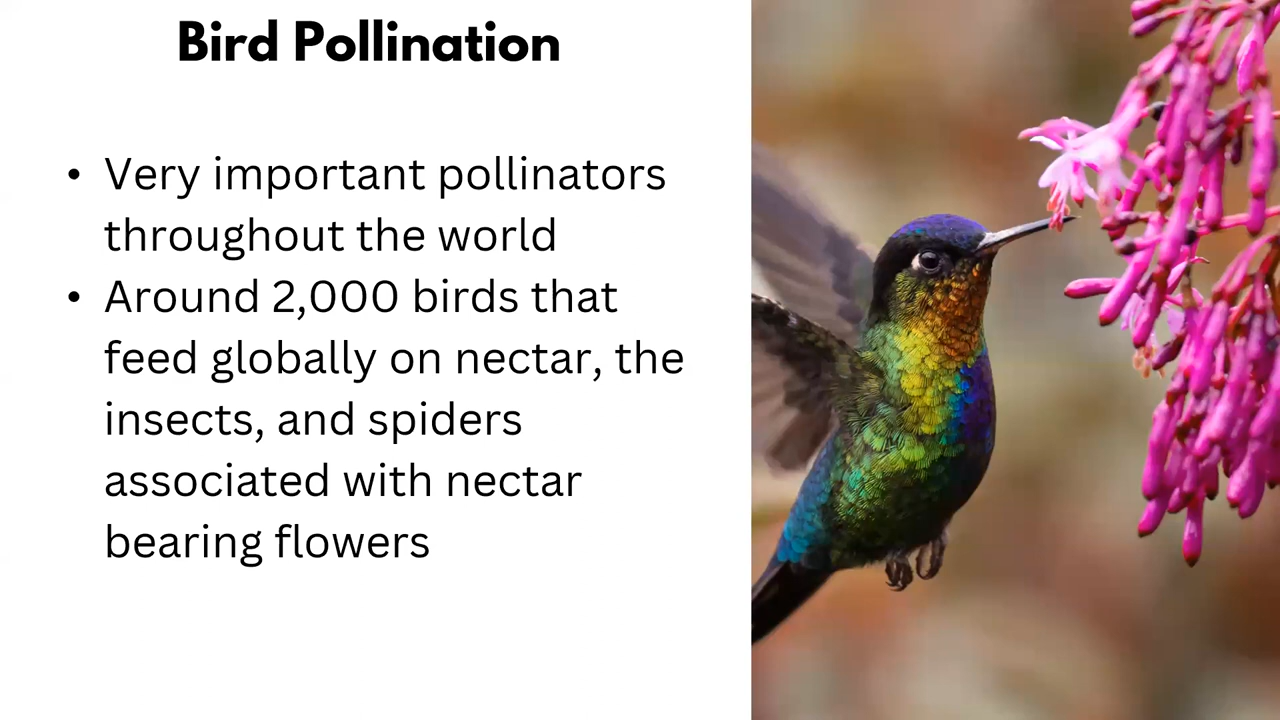 Bird Pollination
• Very important pollinators
throughout the world
• Around 2,000 birds that
feed globally on nectar, the
insects, and spiders
associated with nectar
bearing flowers